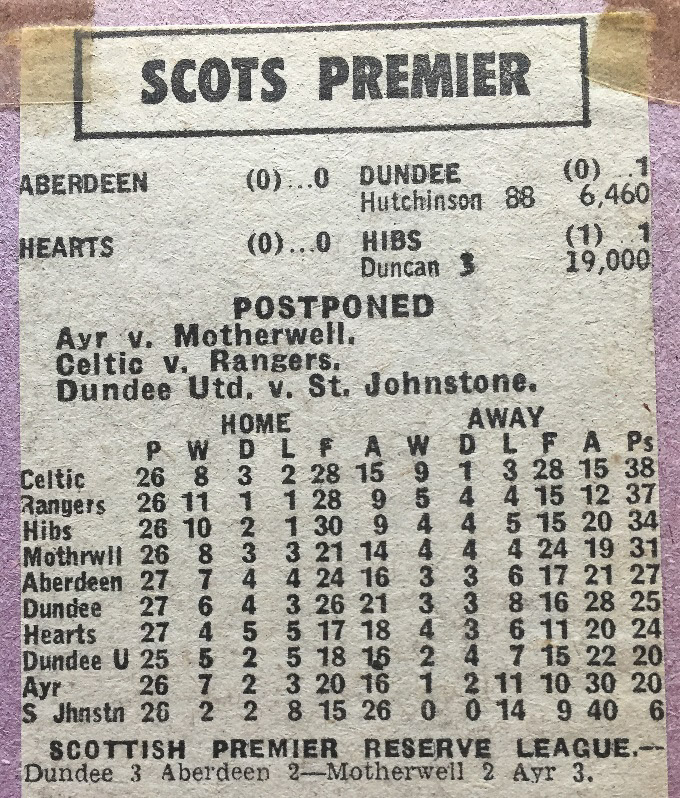 SCOTS PREMIER
ABERDEEN (0)...0 DUNDEE (0) ..1
Hutchinson 88 6,460
HEARTS (0)...0 HIBS (1) ..1
Duncan 3 19,000
POSTPONED
Ayr v. Motherwell.
Celtic v. Rangers.
Dundee Utd. v. St. Johnstone.
HOME AWAY
P W D L F A W D L F A Ps
Celtic 26 8 3 2 28 15 9 1 3 28 15 38
Rangers 26 11 1 1 28 9 5 4 4 15 12 37
Hibs 26 10 2 1 30 9 4 4 5 15 20 34
Mothrwll 26 8 3 3 21 14 4 4 4 24 19 31
Aberdeen 27 7 4 4 24 16 3 3 6 17 21 27
Dundee 27 6 4 3 26 21 3 3 8 16 28 25
Hearts 27 4 5 5 17 18 4 3 6 11 20 24
Dundee U 25 5 2 5 18 16 2 4 7 15 22 20
Ayr 26 7 2 3 20 16 1 2 11 10 30 20
S Jhnstn 26 2 2 8 15 26 0 0 14 9 40 6
SCOTTISH PREMIER RESERVE LEAGUE.—
Dundee 3 Aberdeen 2—Motherwell 2 Ayr 3.